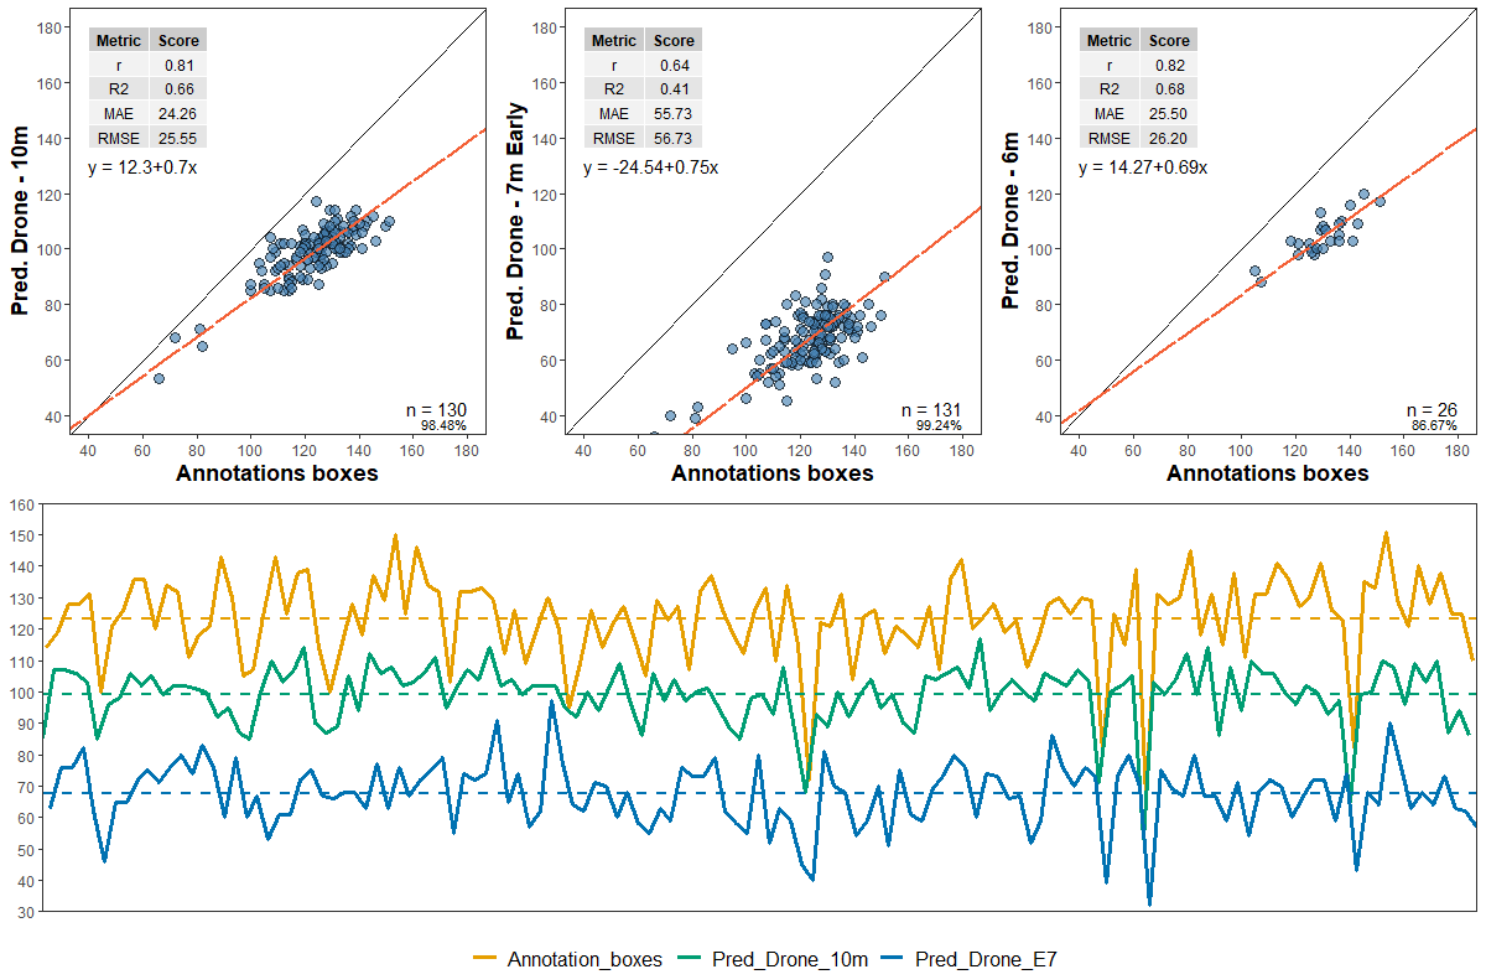 Metric Score
r 0.81
R2 0.66
MAE 24.26
RMSE 25.55
y = 12.3+0.7x
180
160
140
120
100
80
60
40
Pred. Drone - 10m
n = 130
98.48%
40 60 80 100 120 140 160 180
Annotations boxes
Metric Score
r 0.64
R2 0.41
MAE 55.73
RMSE 56.73
y = -24.54+0.75x
180
160
140
120
100
80
60
40
Pred. Drone - 7m Early
n = 131
99.24%
40 60 80 100 120 140 160 180
Annotations boxes
Metric Score
r 0.82
R2 0.68
MAE 25.50
RMSE 26.20
y = 14.27+0.69x
180
160
140
120
100
80
60
40
Pred. Drone - 6m
n = 26
86.67%
40 60 80 100 120 140 160 180
Annotations boxes
160
150
140
130
120
110
100
90
80
70
60
50
40
30
Annotation_boxes Pred_Drone_10m Pred_Drone_E7